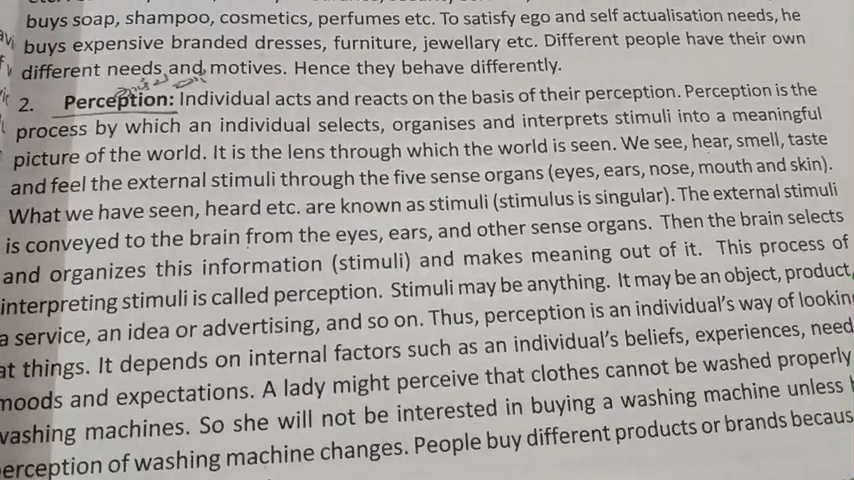 buys soap, shampoo, cosmetics, perfumes etc. To satisfy ego and self actualisation needs, he
buys expensive branded dresses, furniture, jewellery etc. Different people have their own
different needs and motives. Hence they behave differently.
2. Perception: Individual acts and reacts on the basis of their perception. Perception is the
process by which an individual selects, organises and interprets stimuli into a meaningful
picture of the world. It is the lens through which the world is seen. We see, hear, smell, taste
and feel the external stimuli through the five sense organs (eyes, ears, nose, mouth and skin).
What we have seen, heard etc. are known as stimuli (stimulus is singular). The external stimuli
is conveyed to the brain from the eyes, ears, and other sense organs. Then the brain selects
and organizes this information (stimuli) and makes meaning out of it. This process of
interpreting stimuli is called perception. Stimuli may be anything. It may be an object, product,
a service, an idea or advertising, and so on. Thus, perception is an individual's way of lookin
at things. It depends on internal factors such as an individual's beliefs, experiences, need
moods and expectations. A lady might perceive that clothes cannot be washed properly
washing machines. So she will not be interested in buying a washing machine unless h
erception of washing machine changes. People buy different products or brands becaus